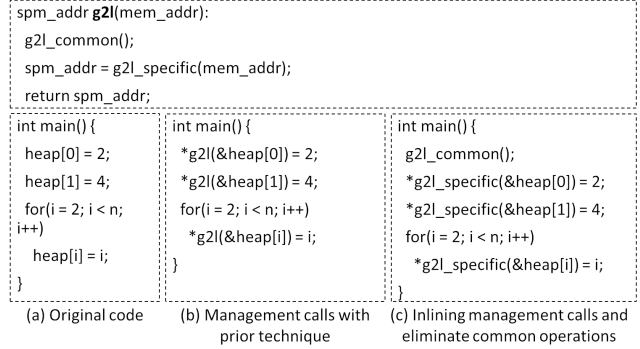 spm_addr g2l(mem_addr):
g2l_common();
spm_addr = g2l_specific(mem_addr);
return spm_addr;
int main() {
heap[0] = 2;
heap[1] = 4;
for(i = 2; i < n;
i++)
heap[i] = i;
}
(a) Original code
int main() {
*g2l(&heap[0]) = 2;
*g2l(&heap[1]) = 4;
for(i = 2; i < n; i++)
*g2l(&heap[i]) = i;
}
(b) Management calls with
prior technique
int main() {
g2l_common();
*g2l_specific(&heap[0]) = 2;
*g2l_specific(&heap[1]) = 4;
for(i = 2; i < n; i++)
*g2l_specific(&heap[i]) = i;
}
(c) Inlining management calls and
eliminate common operations